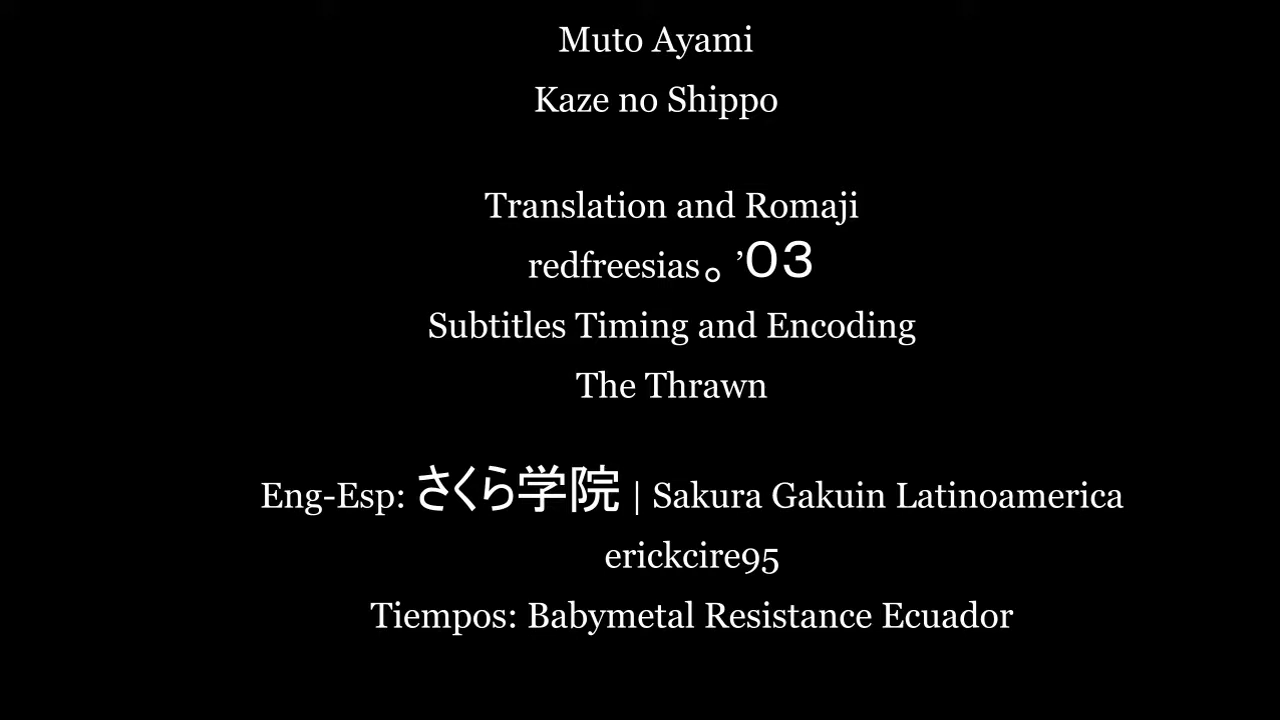 Muto Ayami
Kaze no Shippo
Translation and Romaji
redfreesias。’０３
Subtitles Timing and Encoding
The Thrawn
Eng-Esp: さくら学院 | Sakura Gakuin Latinoamerica
erickcire95
Tiempos: Babymetal Resistance Ecuador